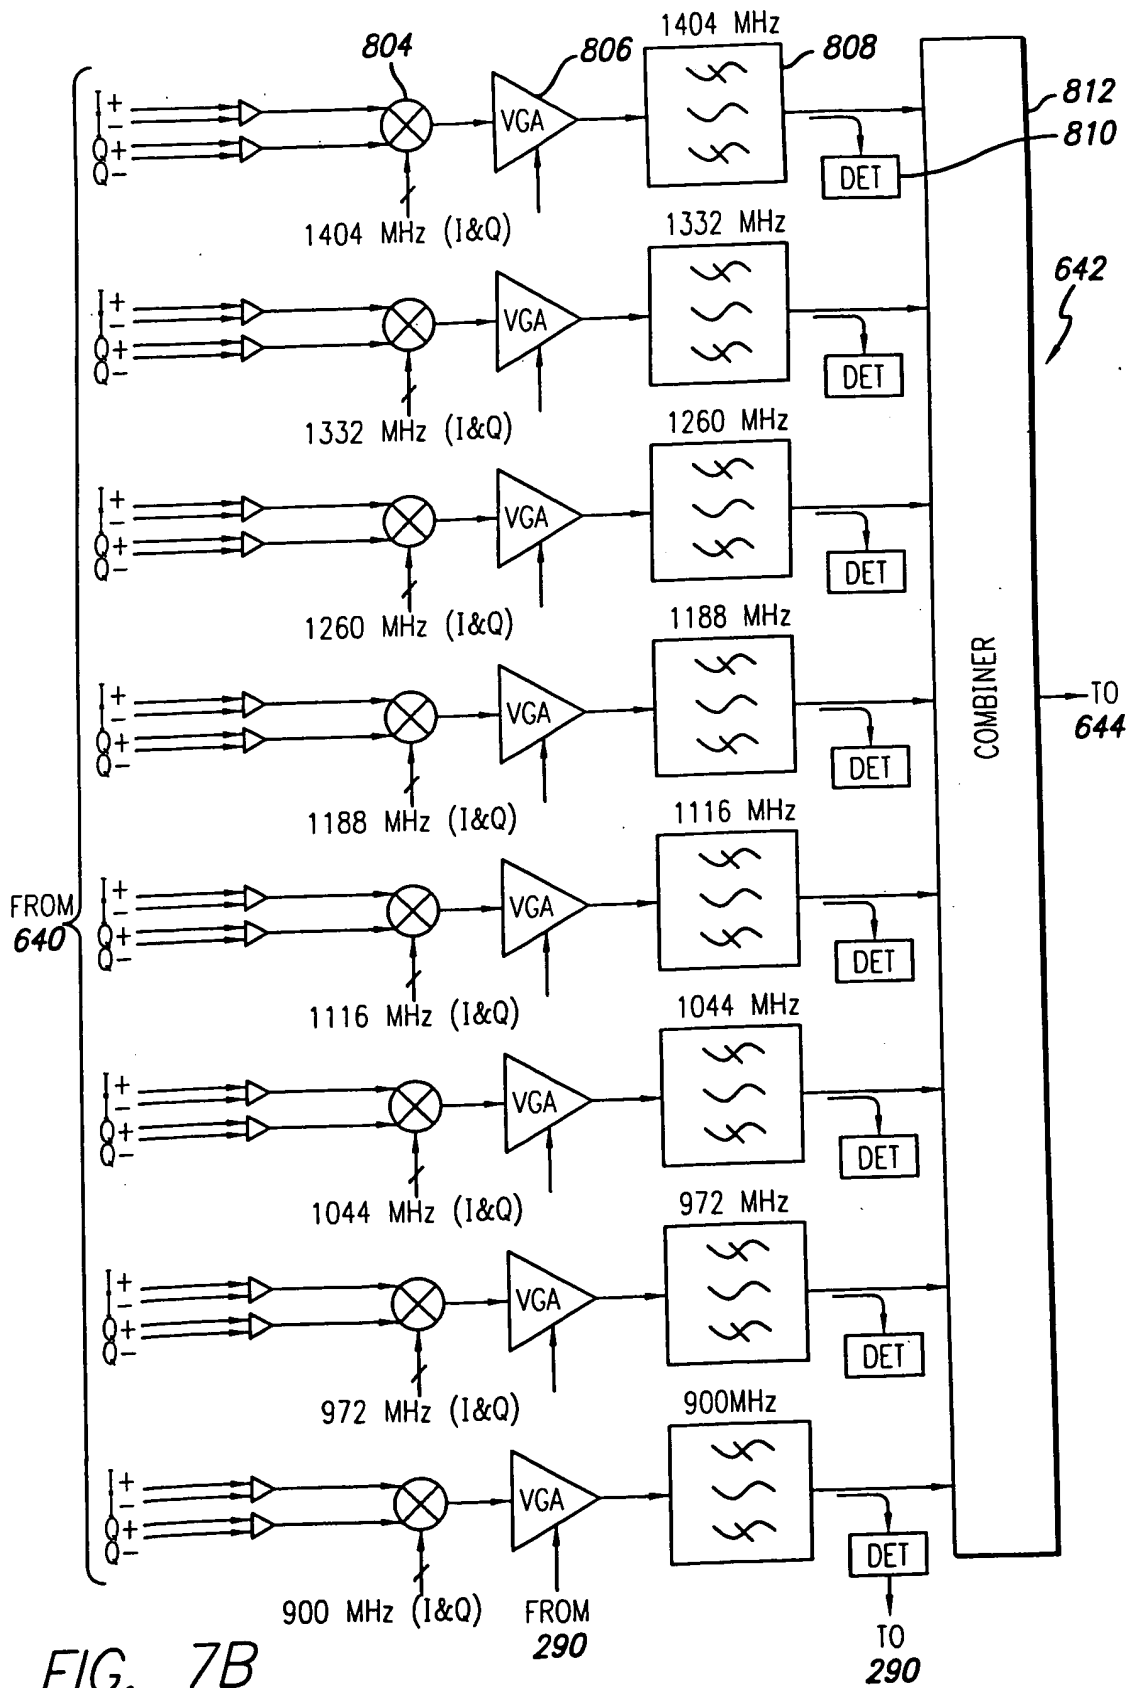 1404 MHz
804
806
808
812
810
I+
I-
Q+
Q-
VGA
DET
1404 MHz (I&Q)
1332 MHz
642
I+
I-
Q+
Q-
VGA
DET
1332 MHz (I&Q)
1260 MHz
I+
I-
Q+
Q-
VGA
DET
1260 MHz (I&Q)
1188 MHz
I+
I-
Q+
Q-
VGA
DET
COMBINER
TO
644
1188 MHz (I&Q)
1116 MHz
FROM
640
I+
I-
Q+
Q-
VGA
DET
1116 MHz (I&Q)
1044 MHz
I+
I-
Q+
Q-
VGA
DET
1044 MHz (I&Q)
972 MHz
I+
I-
Q+
Q-
VGA
DET
972 MHz (I&Q)
900MHz
I+
I-
Q+
Q-
VGA
DET
900 MHz (I&Q)
FROM
290
TO
290
FIG. 7B